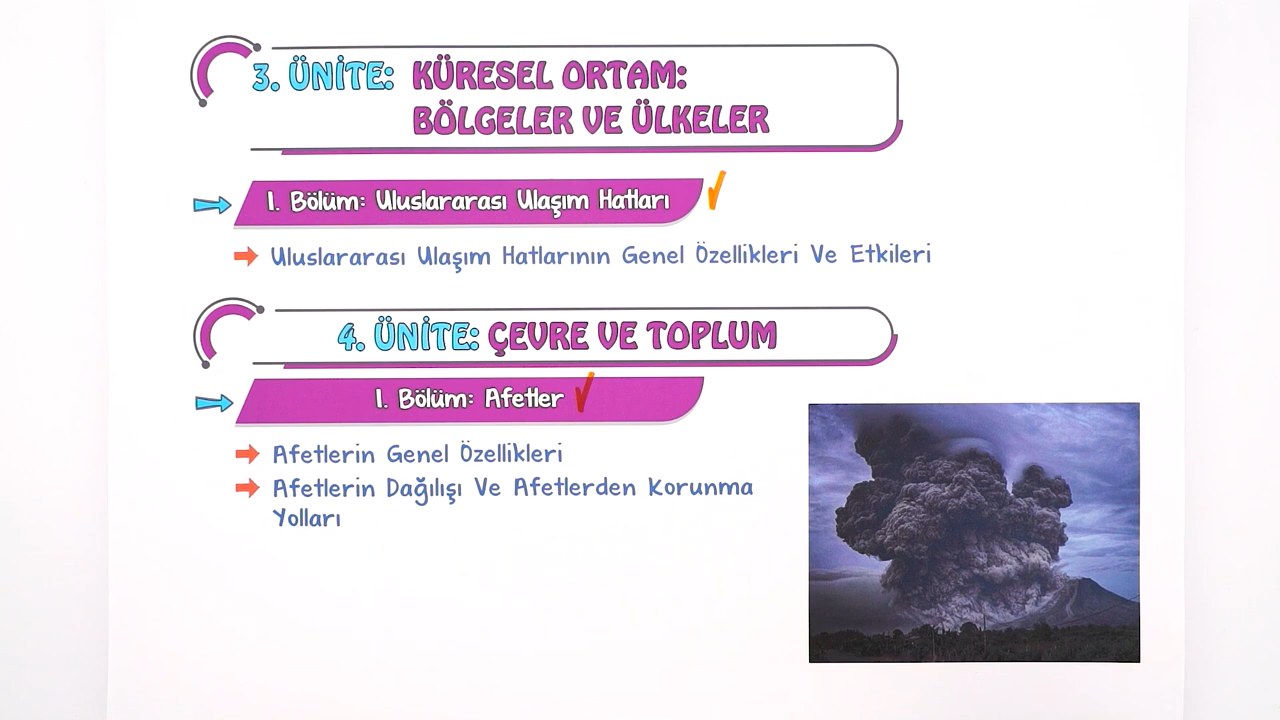 3. ÜNİTE: KÜRESEL ORTAM:
BÖLGELER VE ÜLKELER
1. Bölüm: Uluslararası Ulaşım Hatları
Uluslararası Ulaşım Hatlarının Genel Özellikleri Ve Etkileri
4. ÜNİTE: ÇEVRE VE TOPLUM
1. Bölüm: Afetler
Afetlerin Genel Özellikleri
Afetlerin Dağılışı Ve Afetlerden Korunma
Yolları